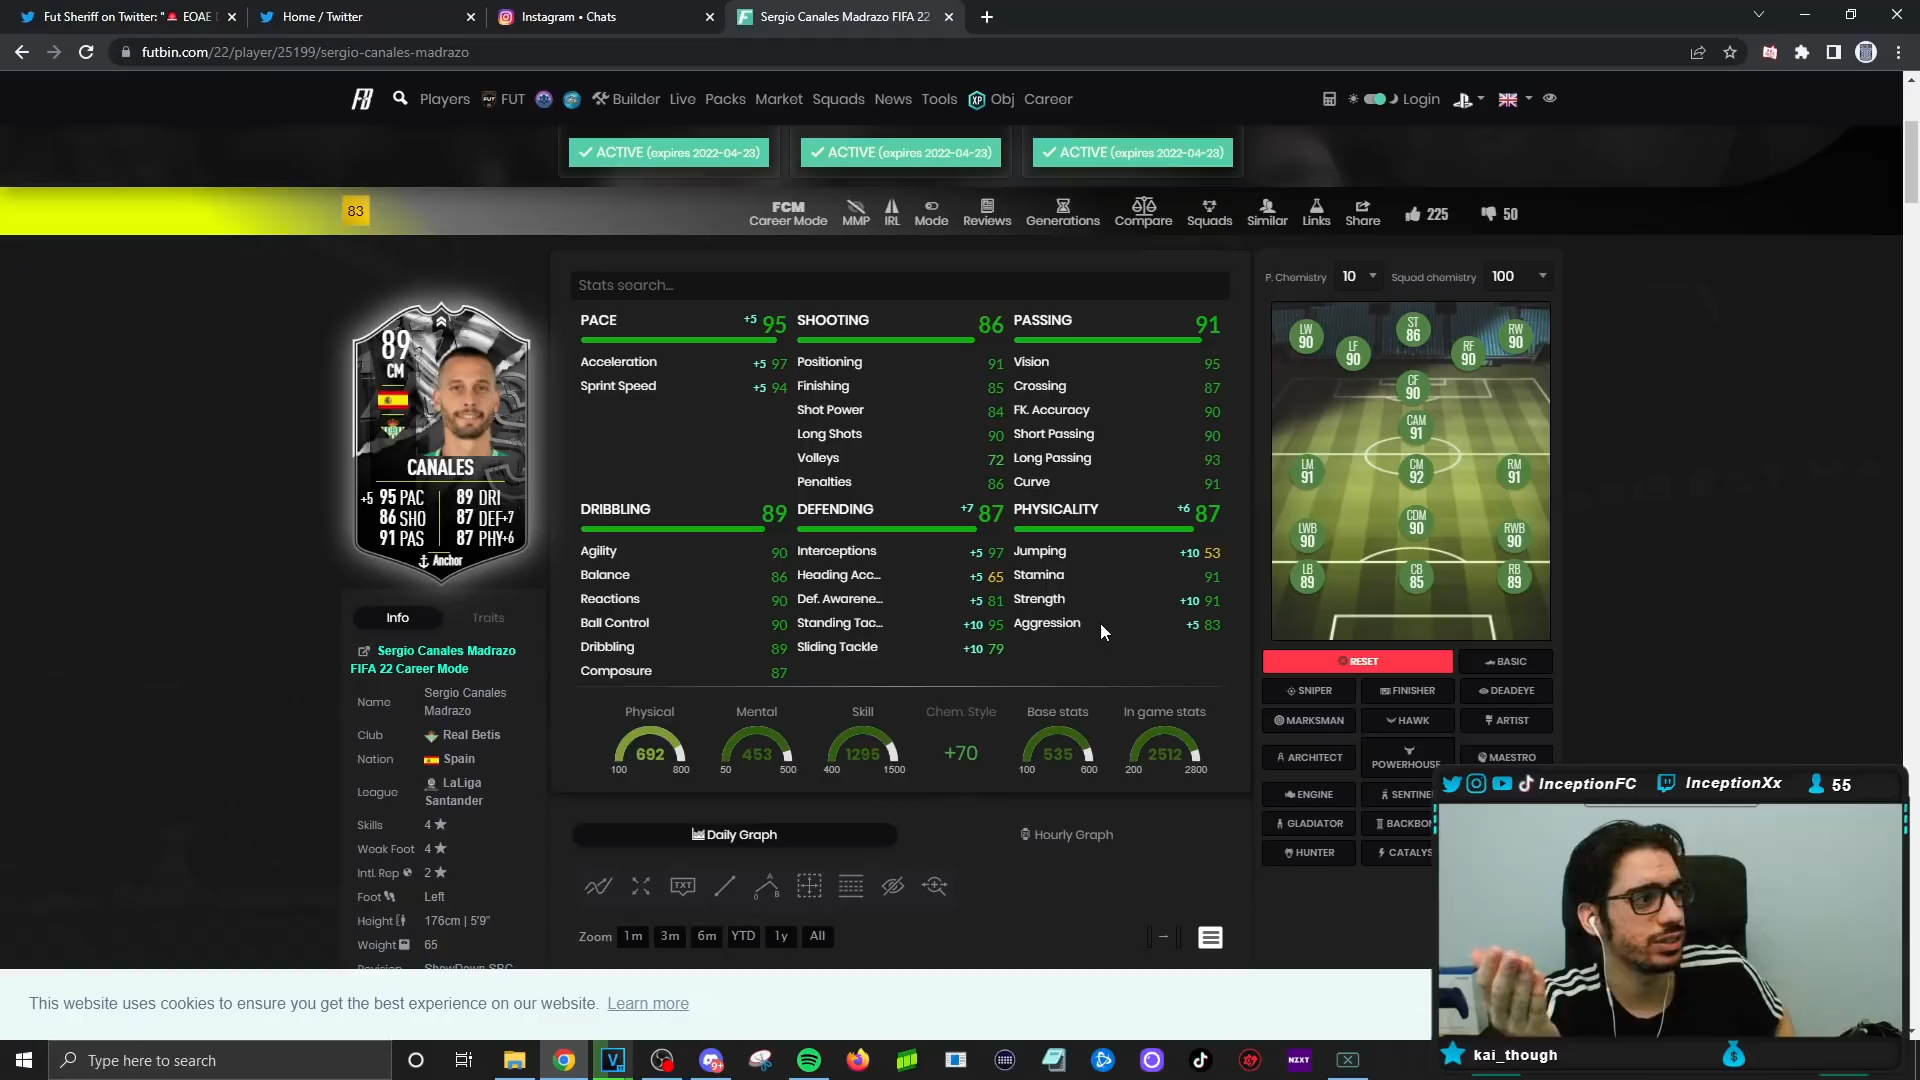 Fut Sheriff on Twitter: "🚨 EOAE
Home / Twitter
Instagram • Chats
Sergio Canales Madrazo FIFA 22
futbin.com/22/player/25199/sergio-canales-madrazo
Players FUT Builder Live Packs Market Squads News Tools XP Obj Career Login
ACTIVE (expires 2022-04-23) ACTIVE (expires 2022-04-23) ACTIVE (expires 2022-04-23)
83
FCM Career Mode MMP IRL Mode Reviews Generations Compare Squads Similar Links Share 225 50
89
CM
CANALES
+5 95 PAC 89 DRI
86 SHO 87 DEF+7
91 PAS 87 PHY+6
Anchor
Info Traits
Sergio Canales Madrazo
FIFA 22 Career Mode
Name Sergio Canales Madrazo
Club Real Betis
Nation Spain
League LaLiga Santander
Skills 4★
Weak Foot 4★
Intl. Rep 2★
Foot Left
Height 176cm | 5'9"
Weight 65
Revision ShowDown SBC
Stats search...
PACE +5 95
Acceleration +5 97
Sprint Speed +5 94
SHOOTING 86
Positioning 91
Finishing 85
Shot Power 84
Long Shots 90
Volleys 72
Penalties 86
PASSING 91
Vision 95
Crossing 87
FK. Accuracy 90
Short Passing 90
Long Passing 93
Curve 91
DRIBBLING 89
Agility 90
Balance 86
Reactions 90
Ball Control 90
Dribbling 89
Composure 87
DEFENDING +7 87
Interceptions +5 97
Heading Acc... +5 65
Def. Awarene... +5 81
Standing Tac... +10 95
Sliding Tackle +10 79
PHYSICALITY +6 87
Jumping +10 53
Stamina 91
Strength +10 91
Aggression +5 83
Physical Mental Skill Chem. Style Base stats In game stats
692 453 1295 +70 535 2512
100 800 50 500 400 1500 100 600 200 2800
Daily Graph Hourly Graph
TXT
Zoom 1m 3m 6m YTD 1y All
P. Chemistry 10 Squad chemistry 100
LW 90
ST 86
RW 90
LF 90
RF 90
CF 90
CAM 91
LM 91
CM 92
RM 91
LWB 90
CDM 90
RWB 90
LB 89
CB 85
RB 89
RESET BASIC
SNIPER FINISHER DEADEYE
MARKSMAN HAWK ARTIST
ARCHITECT POWERHOUSE MAESTRO
ENGINE SENTINE
GLADIATOR BACKBON
HUNTER CATALYS
InceptionFC InceptionXx 55
kai_though
This website uses cookies to ensure you get the best experience on our website. Learn more
Type here to search
9+
NZXT